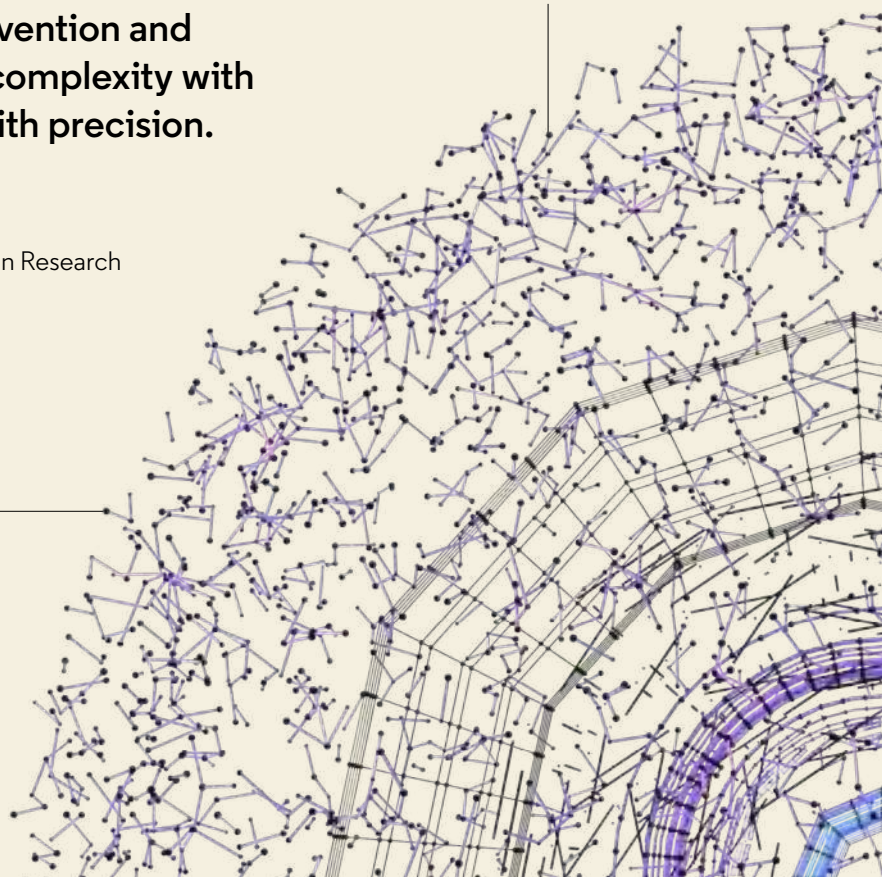 vention and
complexity with
ith precision.
n Research